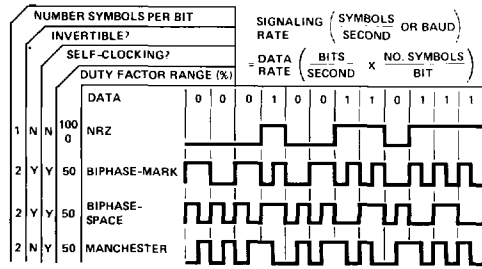 NUMBER SYMBOLS PER BIT
INVERTIBLE?
SELF-CLOCKING?
DUTY FACTOR RANGE (%)
SIGNALING RATE (SYMBOLS SECOND OR BAUD)
= DATA RATE (BITS SECOND X NO. SYMBOLS BIT)
DATA 0 0 0 1 0 0 1 1 0 1 1 1
1 N N 100 0 NRZ
2 Y Y 50 BIPHASE-MARK
2 Y Y 50 BIPHASE-SPACE
2 N Y 50 MANCHESTER